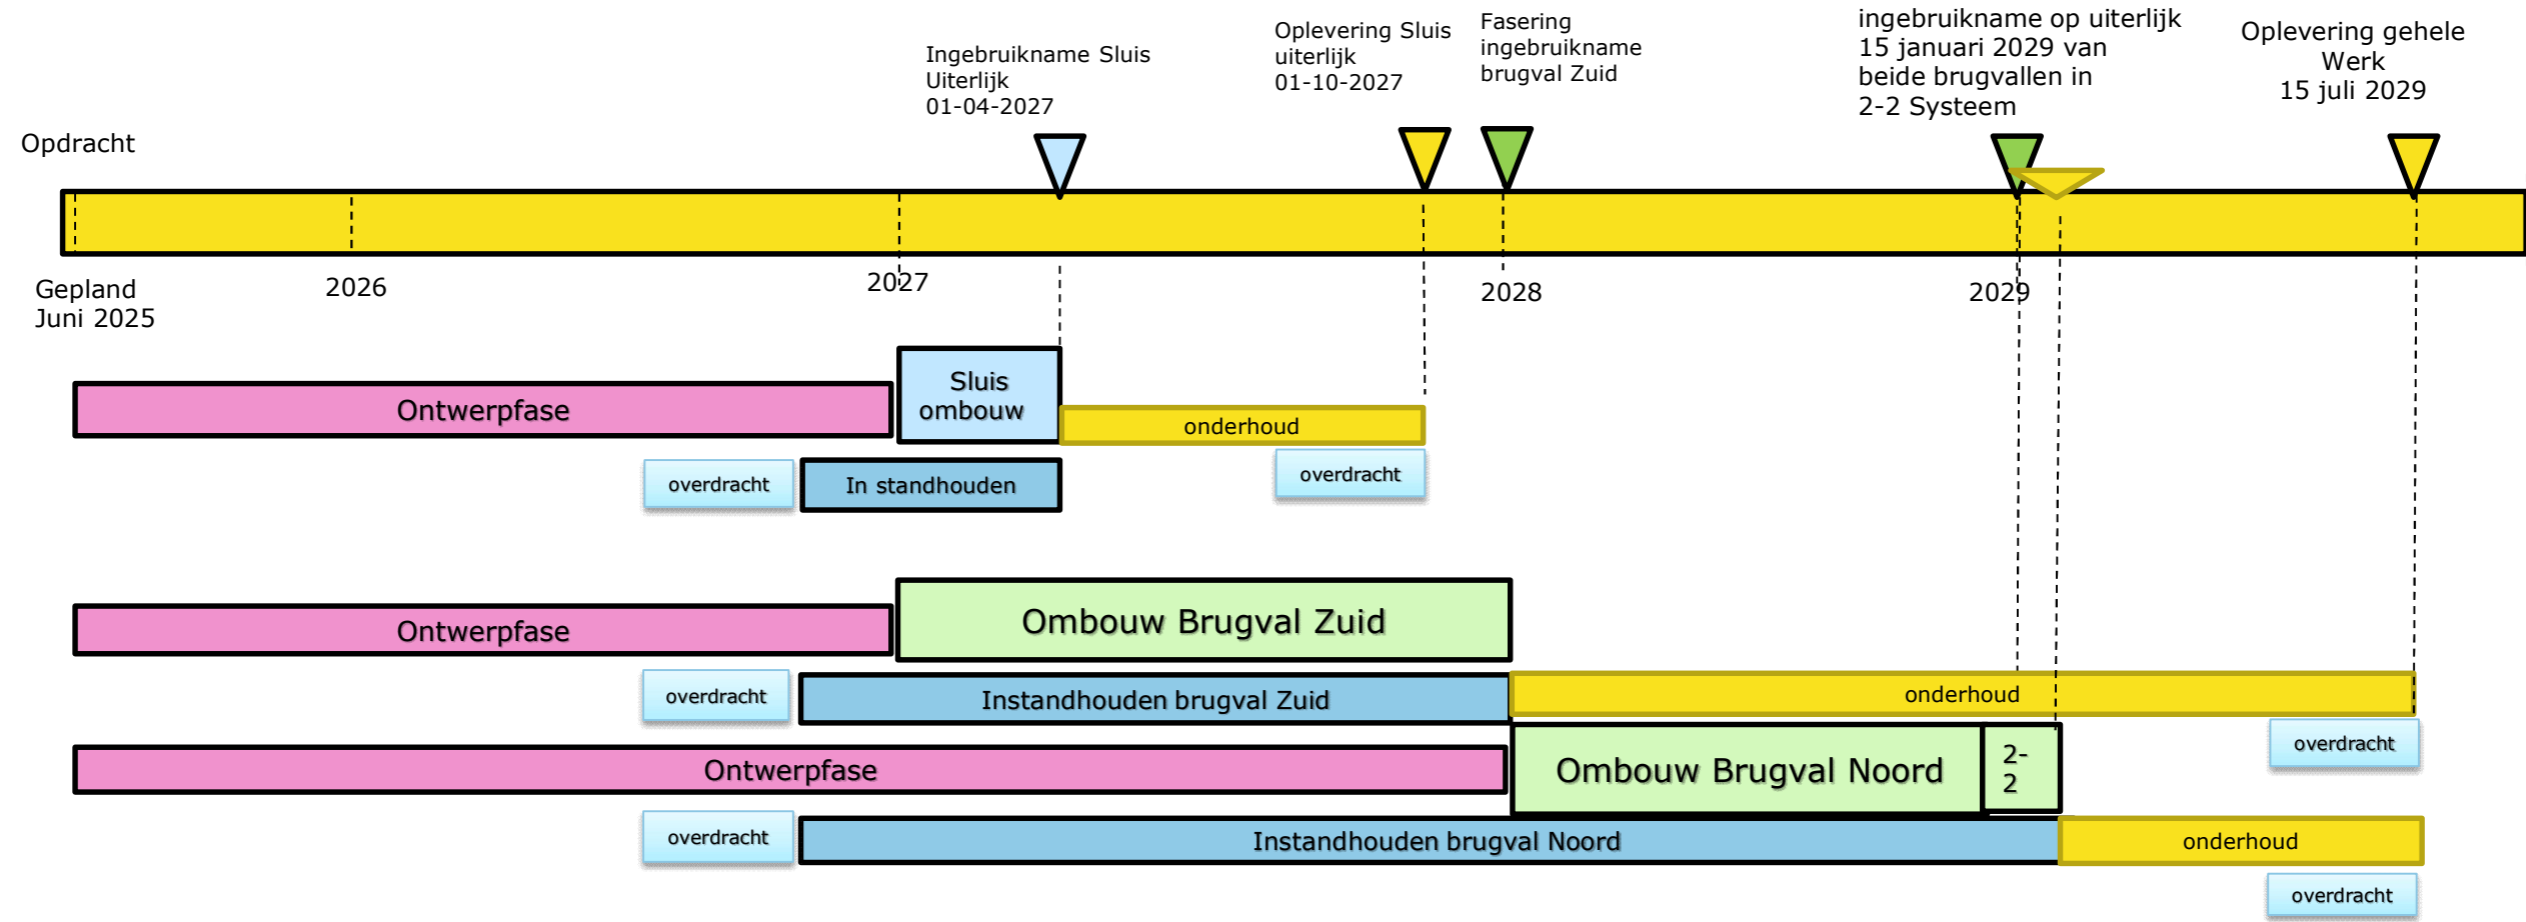 Opdracht
Ingebruikname Sluis
Uiterlijk
01-04-2027
Oplevering Sluis
uiterlijk
01-10-2027
Fasering
ingebruikname
brugval Zuid
ingebruikname op uiterlijk
15 januari 2029 van
beide brugvallen in
2-2 Systeem
Oplevering gehele
Werk
15 juli 2029
Gepland
Juni 2025
2026
2027
2028
2029
Ontwerpfase
Sluis
ombouw
onderhoud
overdracht
In standhouden
overdracht
Ontwerpfase
Ombouw Brugval Zuid
overdracht
Instandhouden brugval Zuid
onderhoud
overdracht
Ontwerpfase
Ombouw Brugval Noord
2-
2
overdracht
Instandhouden brugval Noord
onderhoud
overdracht